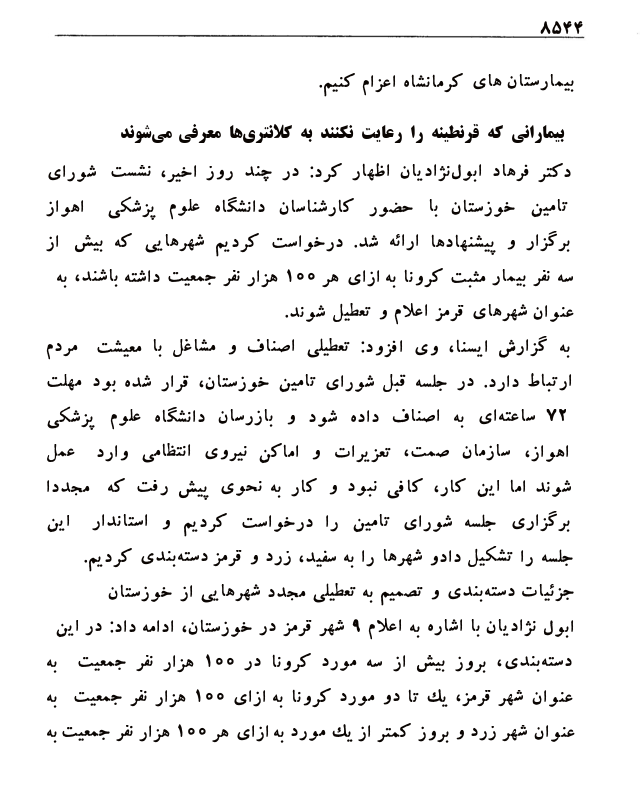 ۸۵۴۴
بیمارستان های کرمانشاه اعزام کنیم.
بیمارانی که قرنطینه را رعایت نکنند به کلانتری‌ها معرفی می‌شوند
دکتر فرهاد ابول‌نژادیان اظهار کرد: در چند روز اخیر، نشست شورای
تامین خوزستان با حضور کارشناسان دانشگاه علوم پزشکی اهواز
برگزار و پیشنهادها ارائه شد. درخواست کردیم شهرهایی که بیش از
سه نفر بیمار مثبت کرونا به ازای هر ۱۰۰ هزار نفر جمعیت داشته باشند، به
عنوان شهرهای قرمز اعلام و تعطیل شوند.
به گزارش ایسنا، وی افزود: تعطیلی اصناف و مشاغل با معیشت مردم
ارتباط دارد. در جلسه قبل شورای تامین خوزستان، قرار شده بود مهلت
۷۲ ساعته‌ای به اصناف داده شود و بازرسان دانشگاه علوم پزشکی
اهواز، سازمان صمت، تعزیرات و اماکن نیروی انتظامی وارد عمل
شوند اما این کار، کافی نبود و کار به نحوی پیش رفت که مجددا
برگزاری جلسه شورای تامین را درخواست کردیم و استاندار این
جلسه را تشکیل دادو شهرها را به سفید، زرد و قرمز دسته‌بندی کردیم.
جزئیات دسته‌بندی و تصمیم به تعطیلی مجدد شهرهایی از خوزستان
ابول نژادیان با اشاره به اعلام ۹ شهر قرمز در خوزستان، ادامه داد: در این
دسته‌بندی، بروز بیش از سه مورد کرونا در ۱۰۰ هزار نفر جمعیت به
عنوان شهر قرمز، یك تا دو مورد کرونا به ازای ۱۰۰ هزار نفر جمعیت به
عنوان شهر زرد و بروز کمتر از یك مورد به ازای هر ۱۰۰ هزار نفر جمعیت به